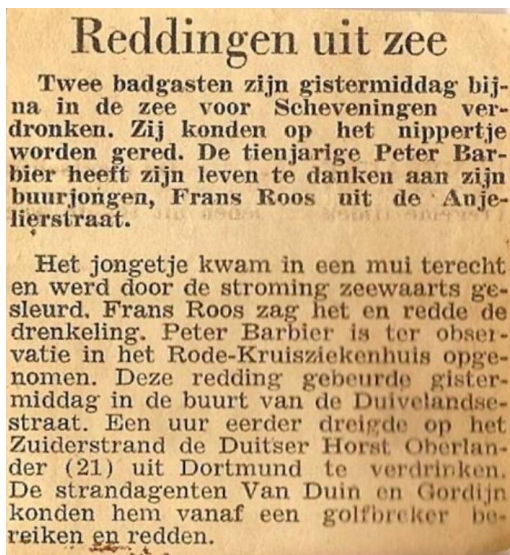 Reddingen uit zee
Twee badgasten zijn gistermiddag bij-
na in de zee voor Scheveningen ver-
dronken. Zij konden op het nippertje
worden gered. De tienjarige Peter Bar-
bier heeft zijn leven te danken aan zijn
buurjongen, Frans Roos uit de Anje-
lierstraat.
Het jongetje kwam in een mui terecht
en werd door de stroming zeewaarts ge-
sleurd. Frans Roos zag het en redde de
drenkeling. Peter Barbier is ter obser-
vatie in het Rode-Kruisziekenhuis opge-
nomen. Deze redding gebeurde gister-
middag in de buurt van de Duivelandse-
straat. Een uur eerder dreigde op het
Zuiderstrand de Duitser Horst Oberlan-
der (21) uit Dortmund te verdrinken.
De strandagenten Van Duin en Gordijn
konden hem vanaf een golfbreker be-
reiken en redden.